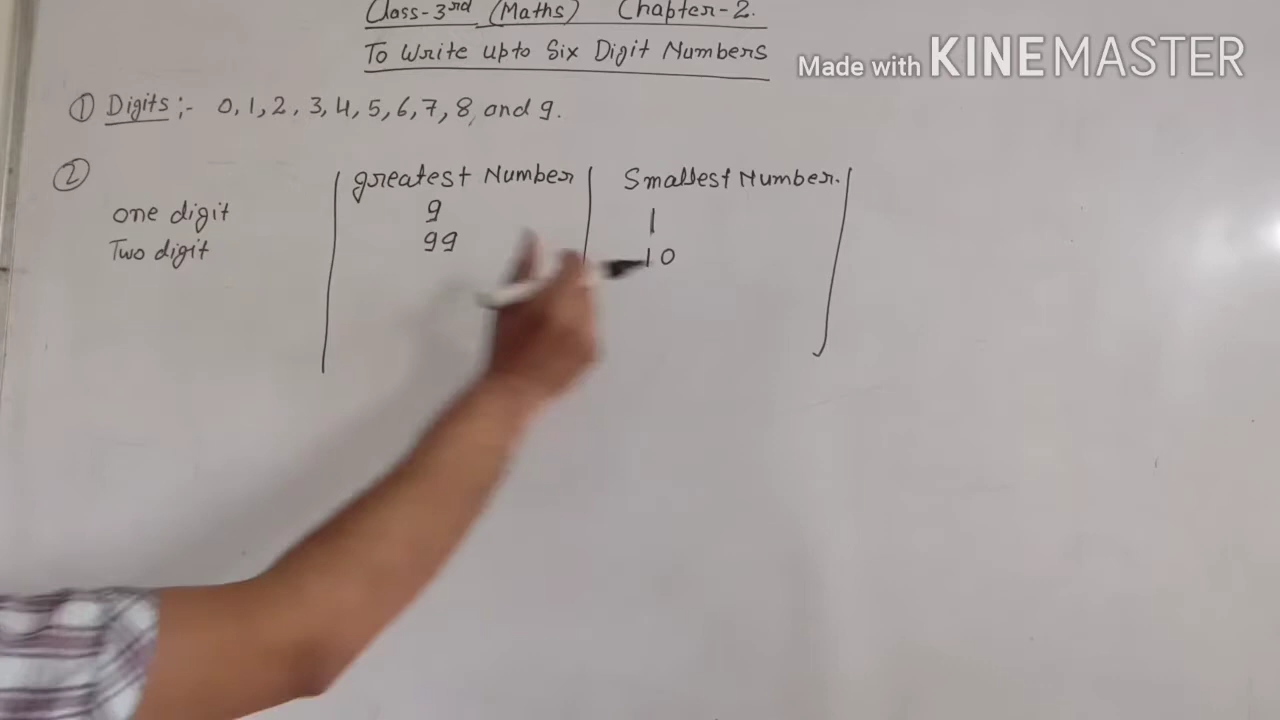 Class-3rd (Maths) Chapter-2.
To Write upto Six Digit Numbers
Made with KINEMASTER
① Digits :- 0, 1, 2, 3, 4, 5, 6, 7, 8, and 9.
② greatest Number Smallest Number.
one digit 9 1
Two digit 99 10